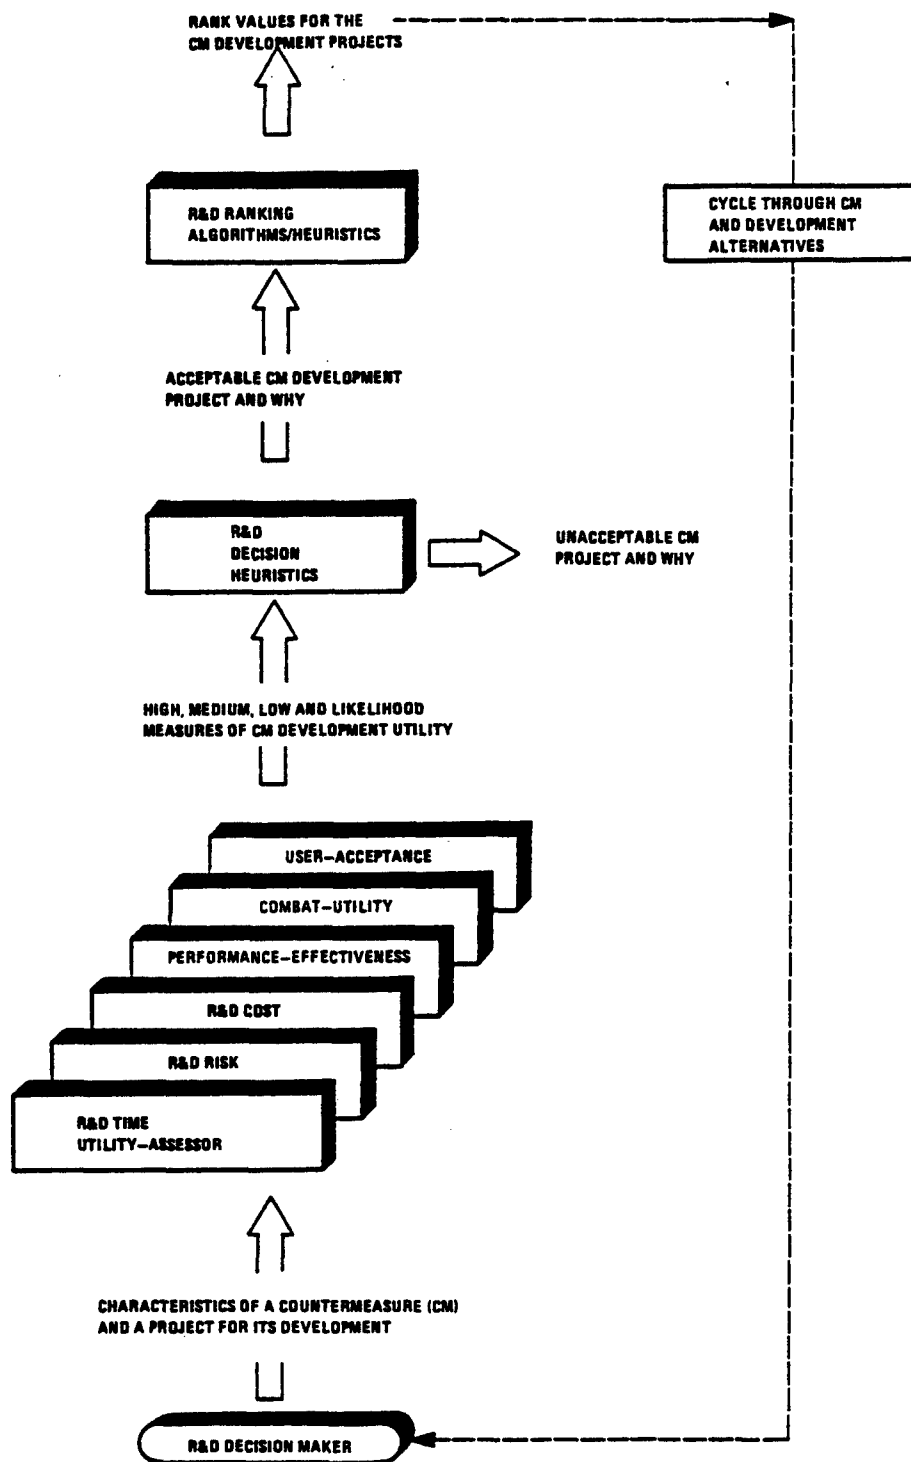 RANK VALUES FOR THE
CM DEVELOPMENT PROJECTS
R&D RANKING
ALGORITHMS/HEURISTICS
CYCLE THROUGH CM
AND DEVELOPMENT
ALTERNATIVES
ACCEPTABLE CM DEVELOPMENT
PROJECT AND WHY
R&D
DECISION
HEURISTICS
UNACCEPTABLE CM
PROJECT AND WHY
HIGH, MEDIUM, LOW AND LIKELIHOOD
MEASURES OF CM DEVELOPMENT UTILITY
USER-ACCEPTANCE
COMBAT-UTILITY
PERFORMANCE-EFFECTIVENESS
R&D COST
R&D RISK
R&D TIME
UTILITY-ASSESSOR
CHARACTERISTICS OF A COUNTERMEASURE (CM)
AND A PROJECT FOR ITS DEVELOPMENT
R&D DECISION MAKER